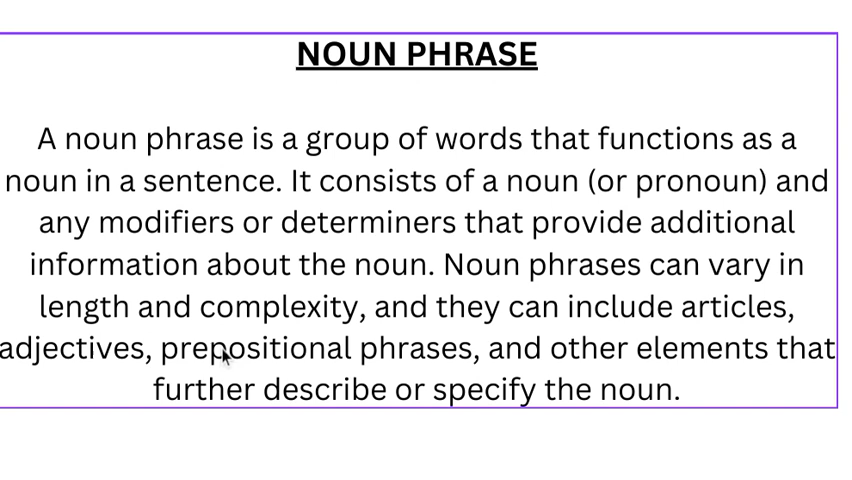 NOUN PHRASE
A noun phrase is a group of words that functions as a
noun in a sentence. It consists of a noun (or pronoun) and
any modifiers or determiners that provide additional
information about the noun. Noun phrases can vary in
length and complexity, and they can include articles,
adjectives, prepositional phrases, and other elements that
further describe or specify the noun.